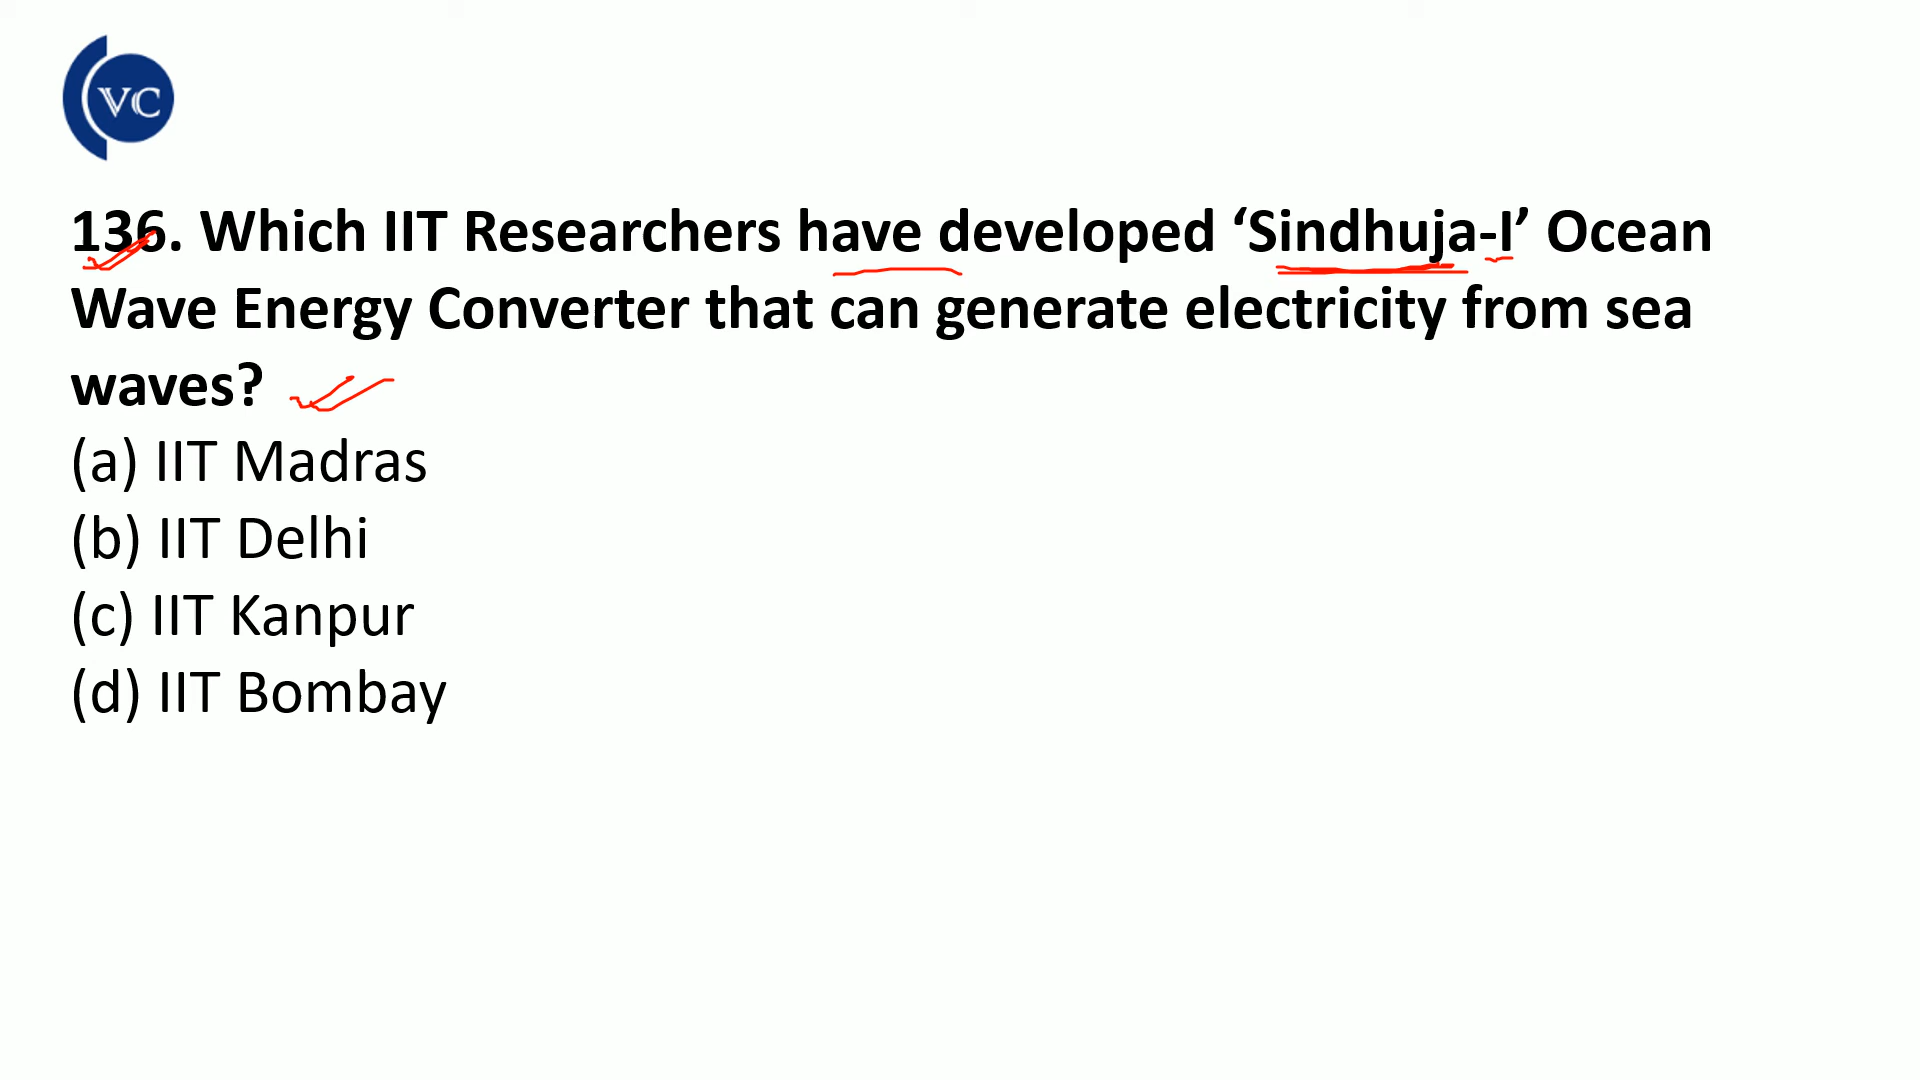 VC
136. Which IIT Researchers have developed ‘Sindhuja-I’ Ocean
Wave Energy Converter that can generate electricity from sea
waves?
(a) IIT Madras
(b) IIT Delhi
(c) IIT Kanpur
(d) IIT Bombay